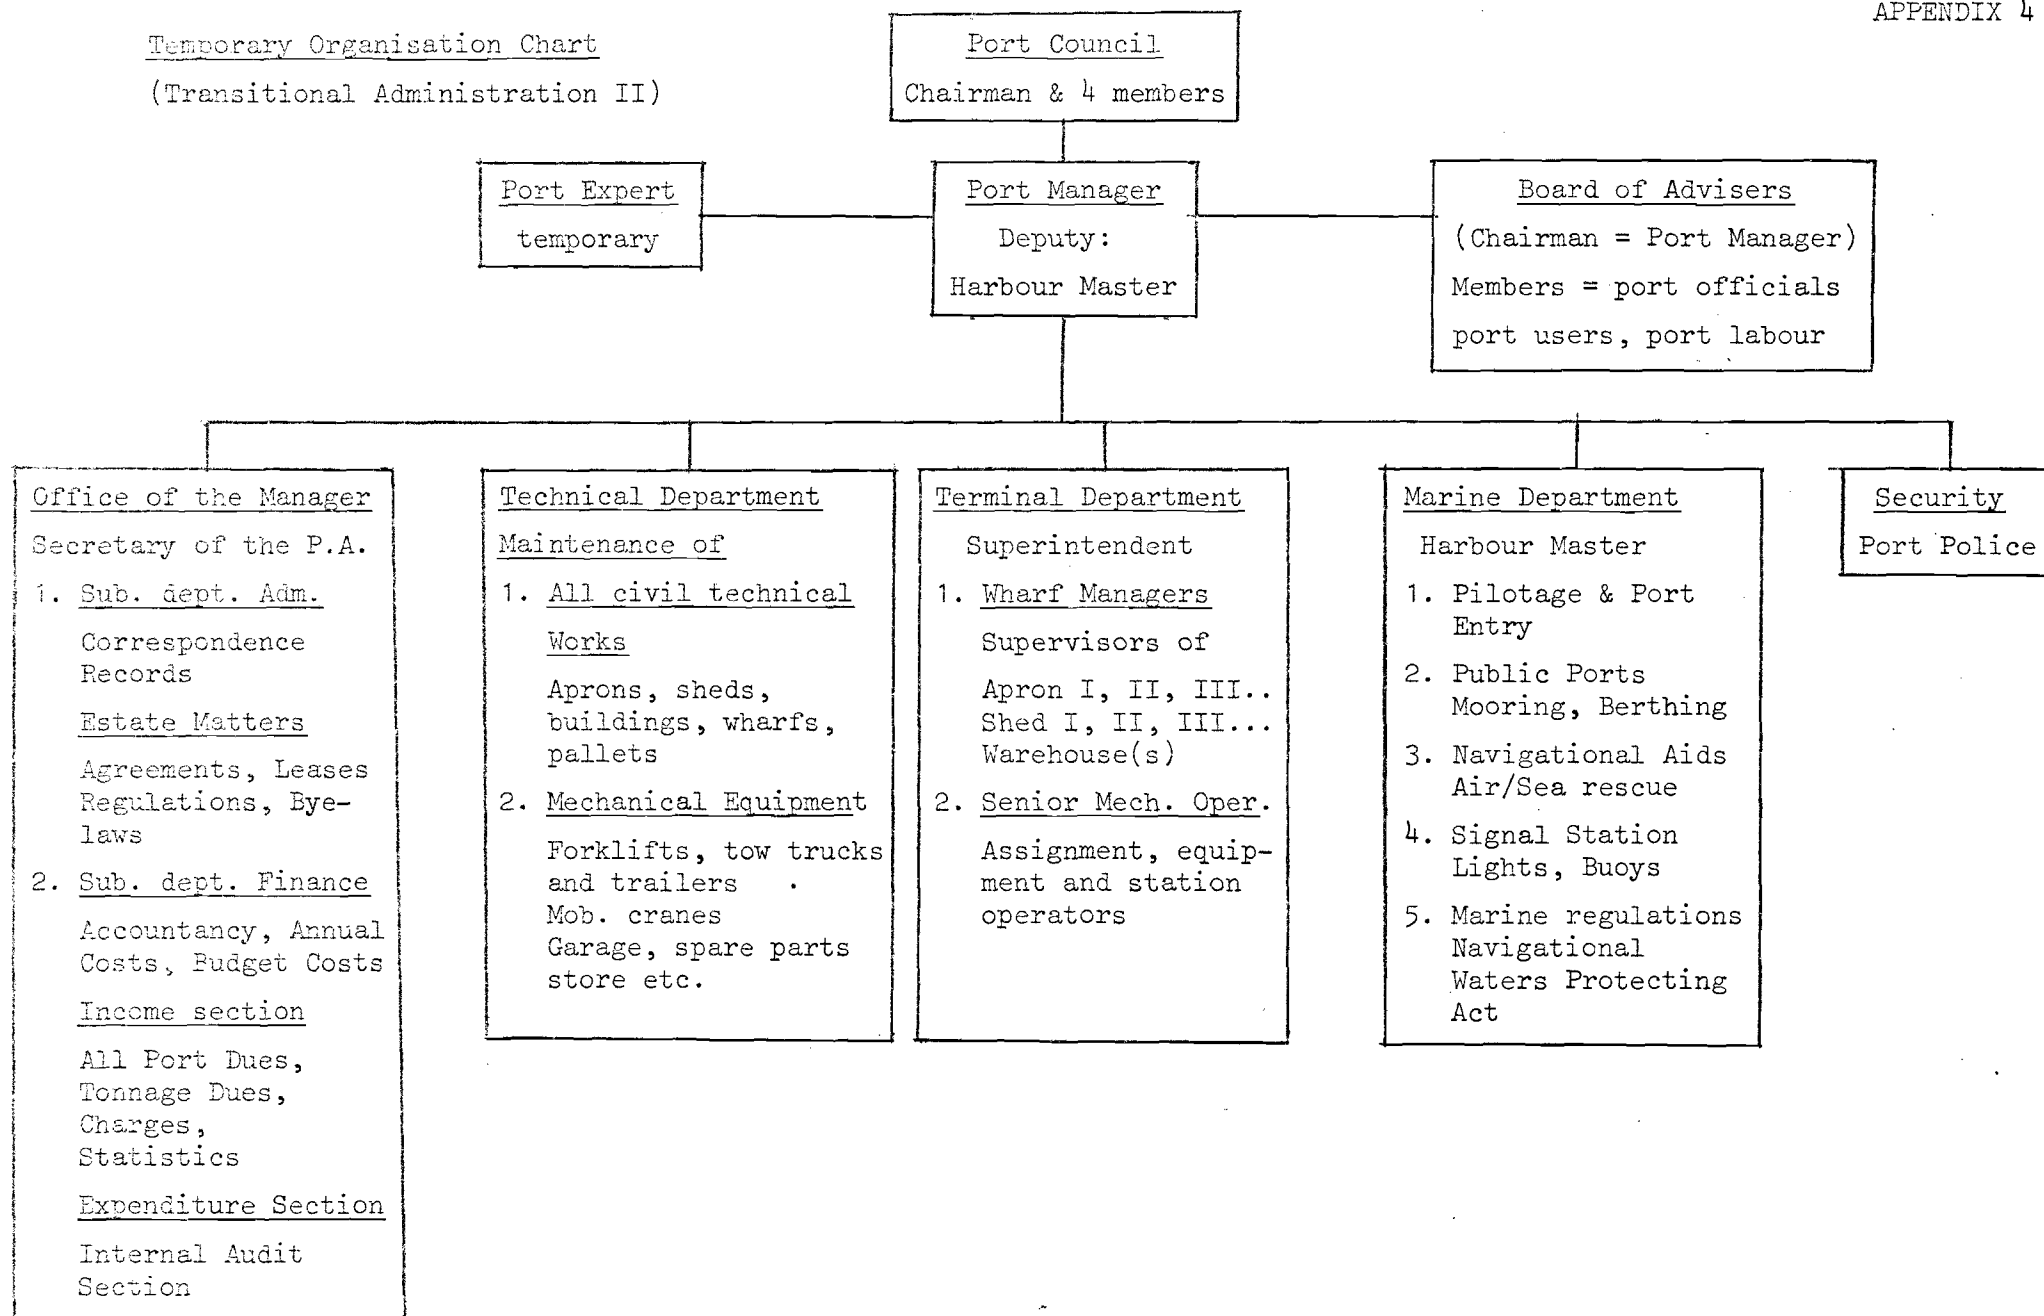 APPENDIX 4
Temporary Organisation Chart
(Transitional Administration II)
Port Council
Chairman & 4 members
Port Expert
temporary
Port Manager
Deputy:
Harbour Master
Board of Advisers
(Chairman = Port Manager)
Members = port officials
port users, port labour
Office of the Manager
Secretary of the P.A.
1. Sub. dept. Adm.
Correspondence
Records
Estate Matters
Agreements, Leases
Regulations, Bye-
laws
2. Sub. dept. Finance
Accountancy, Annual
Costs, Budget Costs
Income section
All Port Dues,
Tonnage Dues,
Charges,
Statistics
Expenditure Section
Internal Audit
Section
Technical Department
Maintenance of
1. All civil technical
Works
Aprons, sheds,
buildings, wharfs,
pallets
2. Mechanical Equipment
Forklifts, tow trucks
and trailers
Mob. cranes
Garage, spare parts
store etc.
Terminal Department
Superintendent
1. Wharf Managers
Supervisors of
Apron I, II, III..
Shed I, II, III...
Warehouse(s)
2. Senior Mech. Oper.
Assignment, equip-
ment and station
operators
Marine Department
Harbour Master
1. Pilotage & Port
Entry
2. Public Ports
Mooring, Berthing
3. Navigational Aids
Air/Sea rescue
4. Signal Station
Lights, Buoys
5. Marine regulations
Navigational
Waters Protecting
Act
Security
Port Police